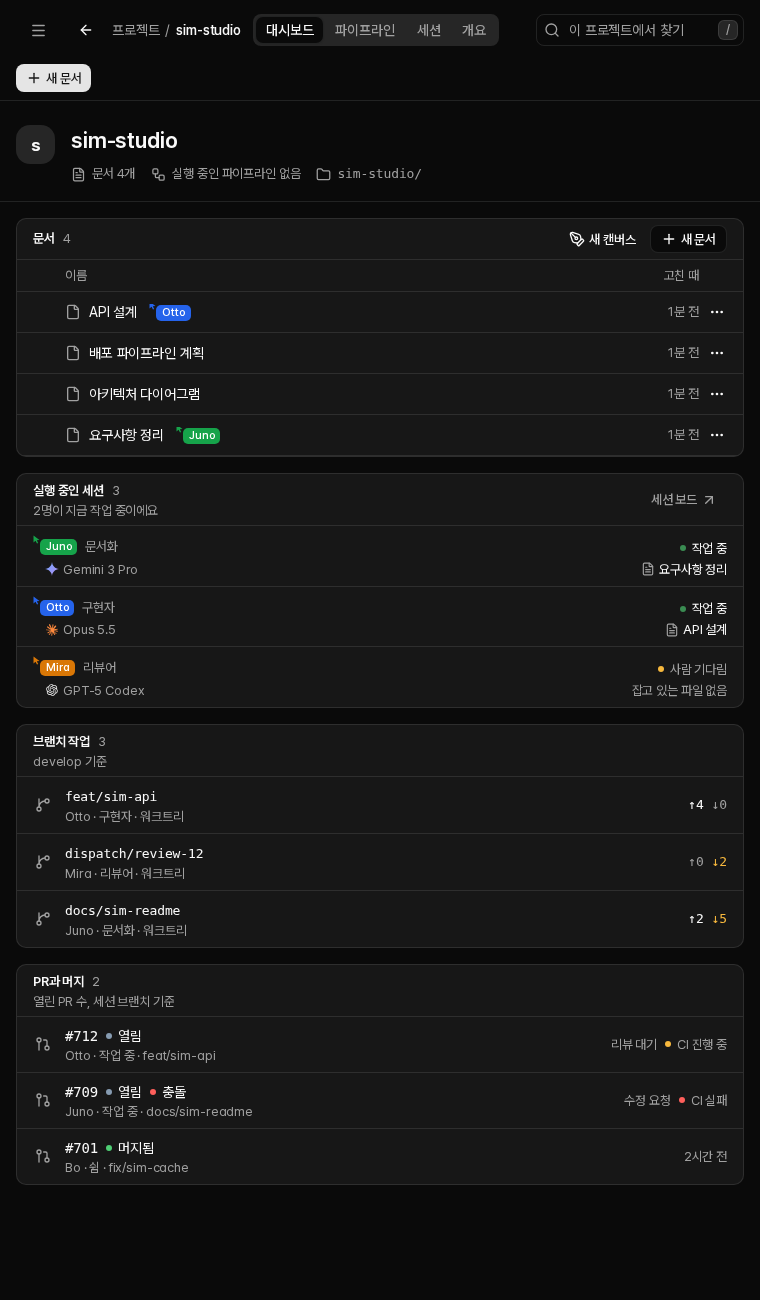 프로젝트 / sim-studio 대시보드 파이프라인 세션 개요 이 프로젝트에서 찾기 /
새 문서
s
sim-studio
문서 4개 실행 중인 파이프라인 없음 sim-studio/
문서 4 새 캔버스 새 문서
이름 고친 때
API 설계 Otto 1분 전
배포 파이프라인 계획 1분 전
아키텍처 다이어그램 1분 전
요구사항 정리 Juno 1분 전
실행 중인 세션 3
2명이 지금 작업 중이에요 세션 보드
Juno 문서화 작업 중
Gemini 3 Pro 요구사항 정리
Otto 구현자 작업 중
Opus 5.5 API 설계
Mira 리뷰어 사람 기다림
GPT-5 Codex 잡고 있는 파일 없음
브랜치 작업 3
develop 기준
feat/sim-api ↑4 ↓0
Otto · 구현자 · 워크트리
dispatch/review-12 ↑0 ↓2
Mira · 리뷰어 · 워크트리
docs/sim-readme ↑2 ↓5
Juno · 문서화 · 워크트리
PR과 머지 2
열린 PR 수, 세션 브랜치 기준
#712 열림 리뷰 대기 CI 진행 중
Otto · 작업 중 · feat/sim-api
#709 열림 충돌 수정 요청 CI 실패
Juno · 작업 중 · docs/sim-readme
#701 머지됨 2시간 전
Bo · 쉼 · fix/sim-cache